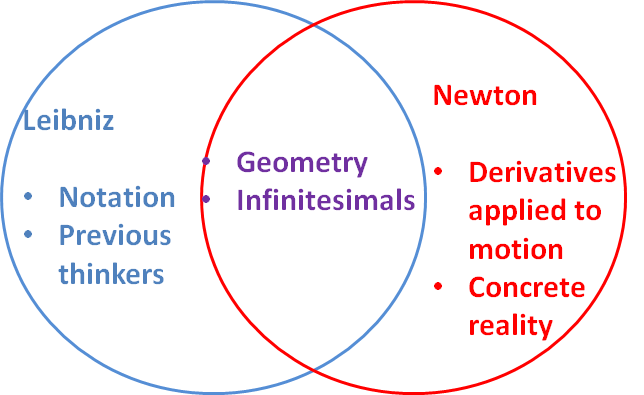 Leibniz
• Notation
• Previous
thinkers
• Geometry
• Infinitesimals
Newton
• Derivatives
applied to
motion
• Concrete
reality